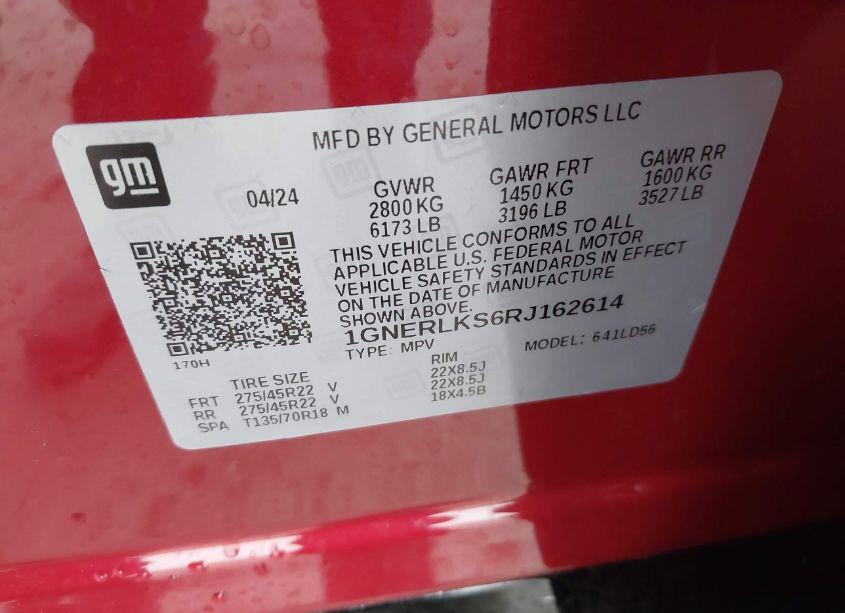 MFD BY GENERAL MOTORS LLC
gm
04/24
GVWR GAWR FRT GAWR RR
2800 KG 1450 KG 1600 KG
6173 LB 3196 LB 3527 LB
THIS VEHICLE CONFORMS TO ALL
APPLICABLE U.S. FEDERAL MOTOR
VEHICLE SAFETY STANDARDS IN EFFECT
ON THE DATE OF MANUFACTURE
SHOWN ABOVE.
1GNERLKS6RJ162614
TYPE: MPV MODEL: 641LD56
170H
TIRE SIZE RIM
FRT 275/45R22 V 22X8.5J
RR 275/45R22 V 22X8.5J
SPA T135/70R18 M 18X4.5B